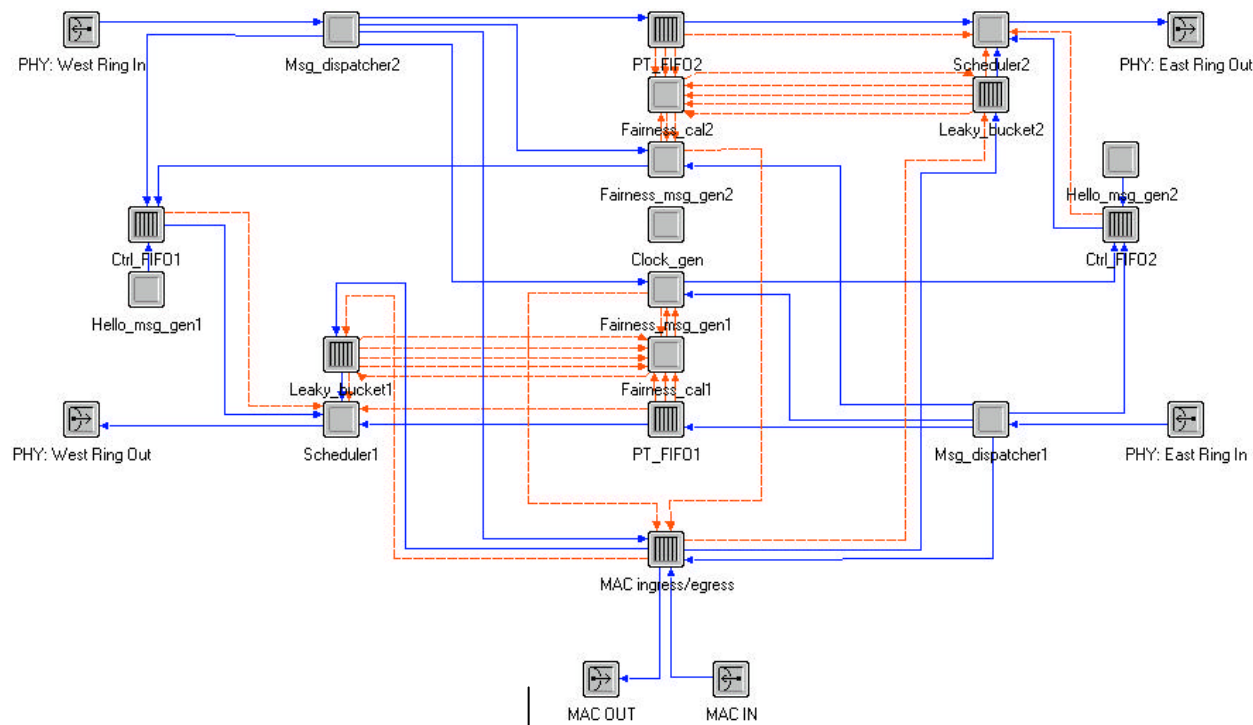 PHY: West Ring In
Msg_dispatcher2
PT_FIFO2
Scheduler2
PHY: East Ring Out
Fairness_cal2
Leaky_bucket2
Fairness_msg_gen2
Hello_msg_gen2
Ctrl_FIFO1
Clock_gen
Ctrl_FIFO2
Hello_msg_gen1
Fairness_msg_gen1
Leaky_bucket1
Fairness_cal1
PHY: West Ring Out
Scheduler1
PT_FIFO1
Msg_dispatcher1
PHY: East Ring In
MAC ingress/egress
MAC OUT
MAC IN